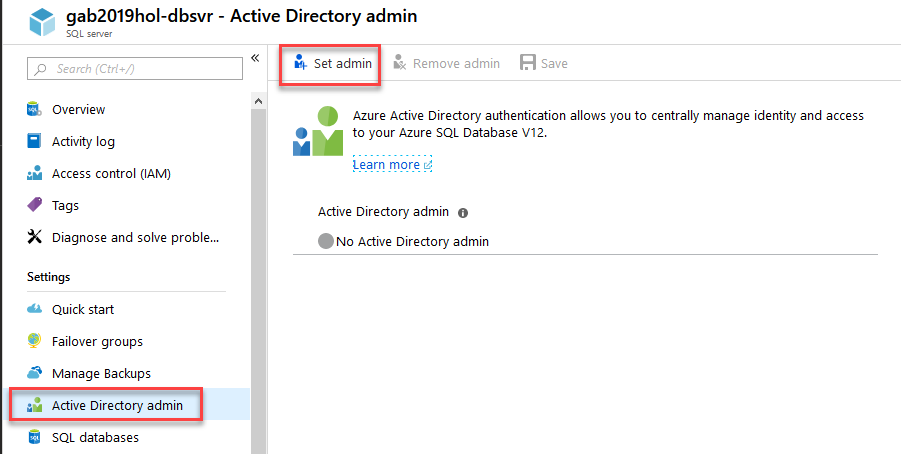 gab2019hol-dbsvr - Active Directory admin
SQL server
Search (Ctrl+/)
«
Overview
Activity log
Access control (IAM)
Tags
Diagnose and solve proble...
Settings
Quick start
Failover groups
Manage Backups
Active Directory admin
SQL databases
Set admin Remove admin Save
Azure Active Directory authentication allows you to centrally manage identity and access
to your Azure SQL Database V12.
Learn more
Active Directory admin
No Active Directory admin